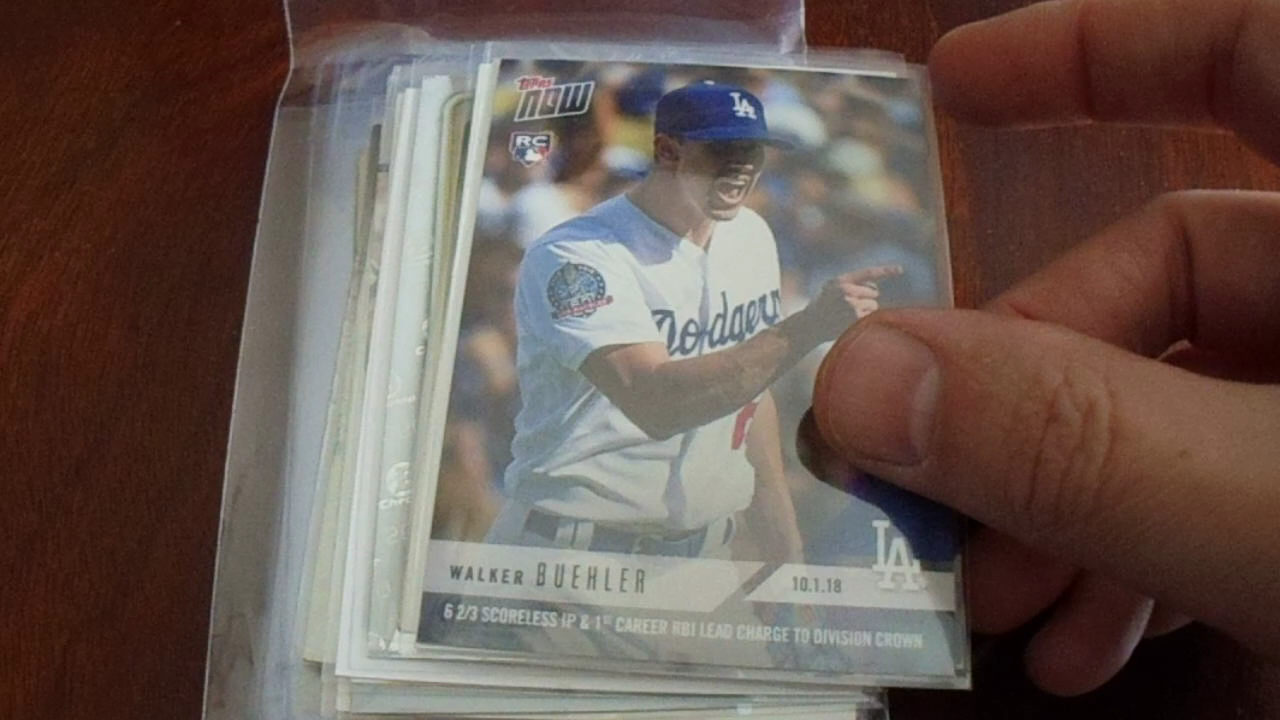 Topps
NOW
RC
LA
Dodgers
WALKER BUEHLER
10.1.18
LA
6 2/3 SCORELESS IP & 1ST CAREER RBI LEAD CHARGE TO DIVISION CROWN